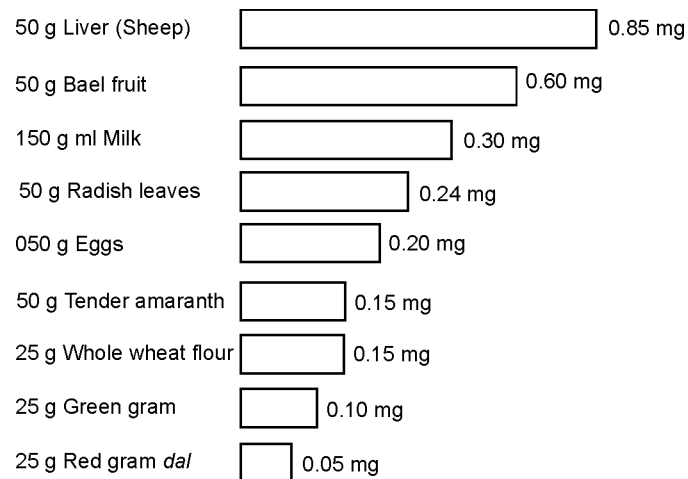 50 g Liver (Sheep) 0.85 mg
50 g Bael fruit 0.60 mg
150 g ml Milk 0.30 mg
50 g Radish leaves 0.24 mg
050 g Eggs 0.20 mg
50 g Tender amaranth 0.15 mg
25 g Whole wheat flour 0.15 mg
25 g Green gram 0.10 mg
25 g Red gram dal 0.05 mg